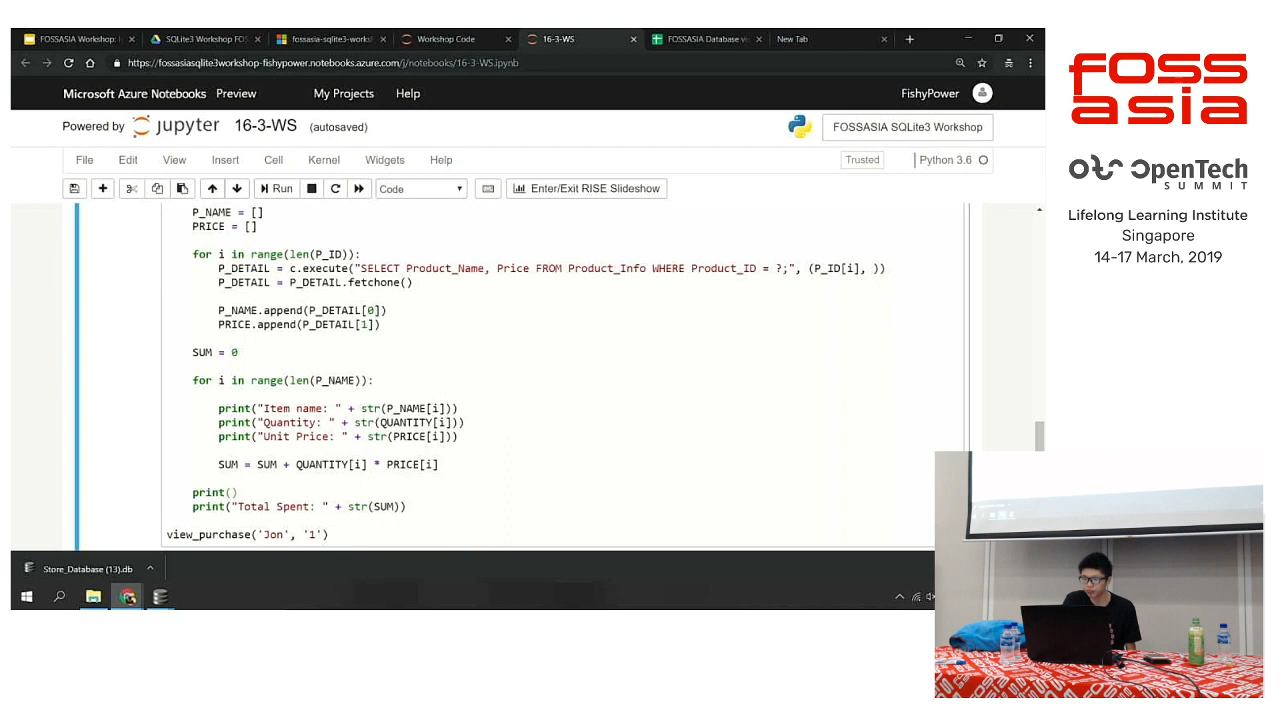 FOSSASIA Workshop: I
SQLite3 Workshop FOS
fossasia-sqlite3-works
Workshop Code
16-3-WS
FOSSASIA Database vi
New Tab
https://fossasiasqlite3workshop-fishypower.notebooks.azure.com/j/notebooks/16-3-WS.ipynb
Microsoft Azure Notebooks Preview My Projects Help FishyPower
Powered by jupyter 16-3-WS (autosaved) FOSSASIA SQLite3 Workshop
File Edit View Insert Cell Kernel Widgets Help Trusted Python 3.6
Run Code Enter/Exit RISE Slideshow
P_NAME = []
PRICE = []
for i in range(len(P_ID)):
P_DETAIL = c.execute("SELECT Product_Name, Price FROM Product_Info WHERE Product_ID = ?;", (P_ID[i], ))
P_DETAIL = P_DETAIL.fetchone()
P_NAME.append(P_DETAIL[0])
PRICE.append(P_DETAIL[1])
SUM = 0
for i in range(len(P_NAME)):
print("Item name: " + str(P_NAME[i]))
print("Quantity: " + str(QUANTITY[i]))
print("Unit Price: " + str(PRICE[i]))
SUM = SUM + QUANTITY[i] * PRICE[i]
print()
print("Total Spent: " + str(SUM))
view_purchase('Jon', '1')
Store_Database (13).db
FOSS
asia
OpenTech
SUMMIT
Lifelong Learning Institute
Singapore
14-17 March, 2019